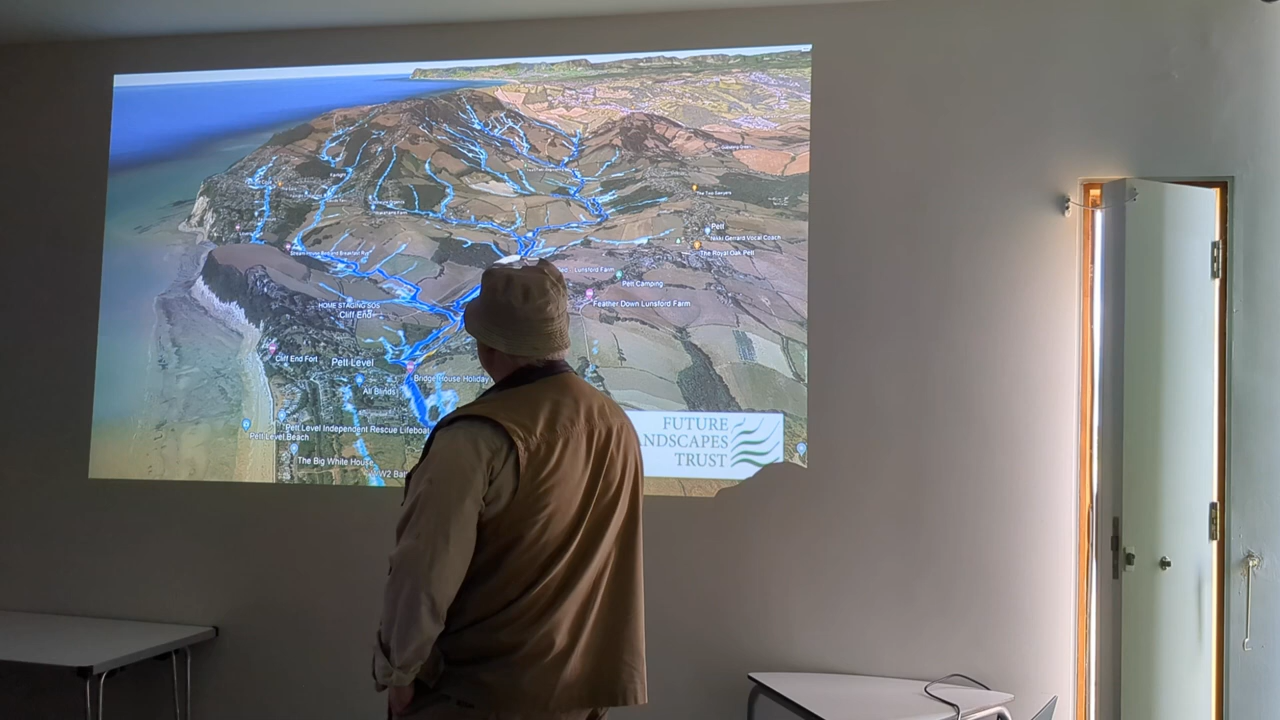 The Two Sawyers
Pett
Nikki Gerrard Vocal Coach
The Royal Oak Pett
Lunsford Farm
Pett Camping
Feather Down Lunsford Farm
HOME STAGING SOS
Cliff End
Cliff End Fort
Pett Level
Bridge House Holiday
All Blinds
Pett Level Independent Rescue Lifeboat
Pett Level Beach
The Big White House
FUTURE
ANDSCAPES
TRUST